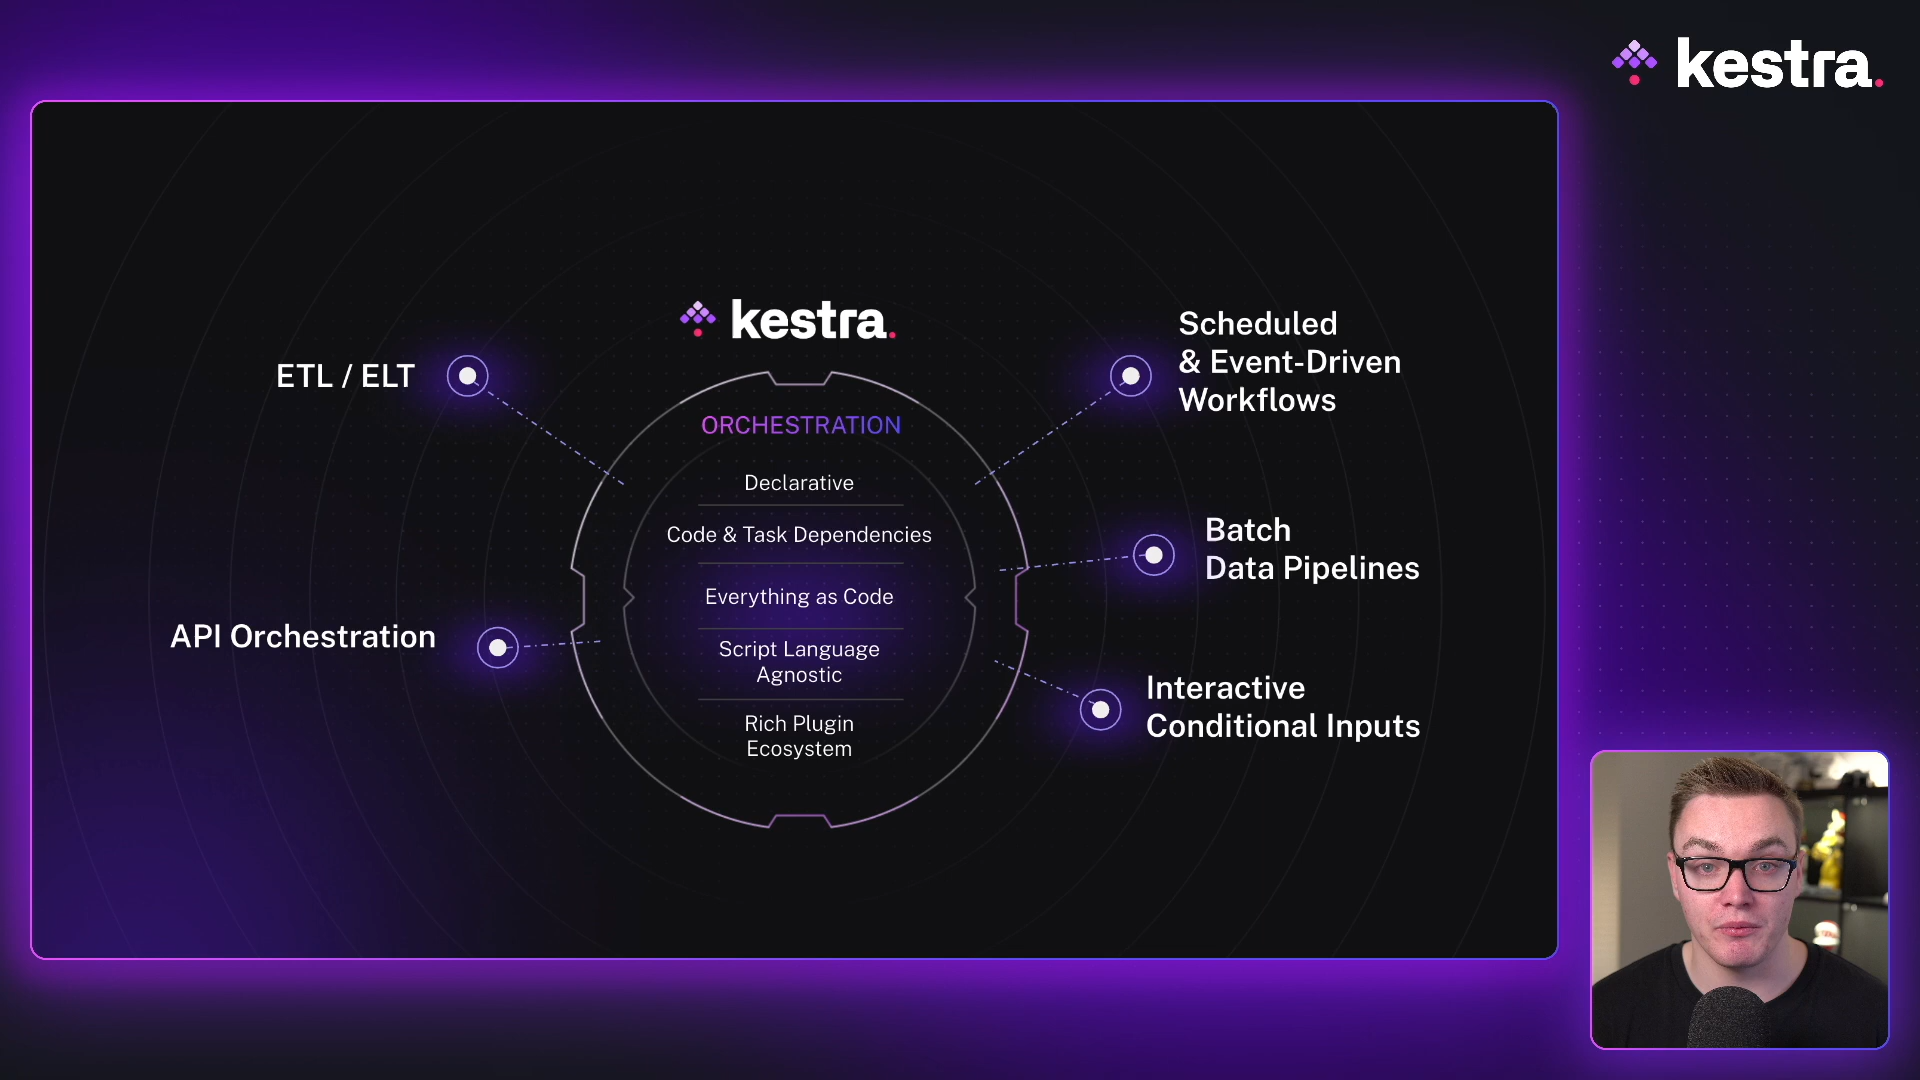 kestra.
kestra.
ETL / ELT
API Orchestration
ORCHESTRATION
Declarative
Code & Task Dependencies
Everything as Code
Script Language
Agnostic
Rich Plugin
Ecosystem
Scheduled
& Event-Driven
Workflows
Batch
Data Pipelines
Interactive
Conditional Inputs